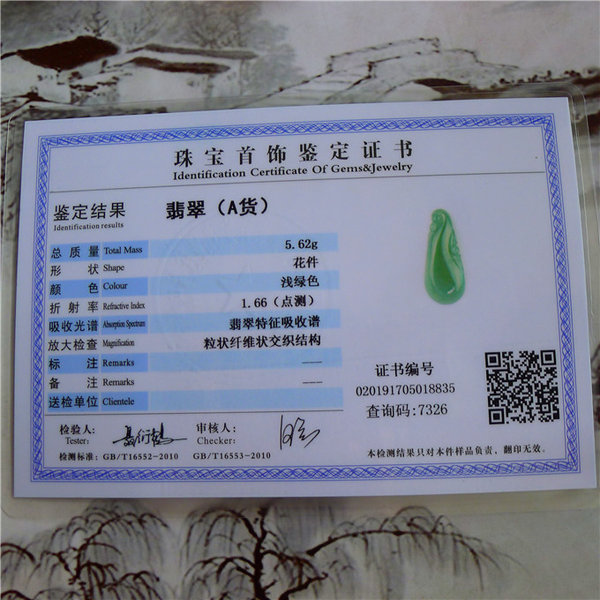 珠宝首饰鉴定证书
Identification Certificate Of Gems&Jewelry
鉴定结果 翡翠（A货）
Identification results
总质量 Total Mass 5.62g
形状 Shape 花件
颜色 Colour 浅绿色
折射率 Refractive Index 1.66（点测）
吸收光谱 Absorption Spectrum 翡翠特征吸收谱
放大检查 Magnification 粒状纤维状交织结构
标注 Remarks ——
备注 Remarks ——
送检单位 Clientele
证书编号
020191705018835
查询码:7326
检验人: 审核人:
Tester: Checker:
检测标准: GB/T16552-2010 GB/T16553-2010
本检测结果只对本件样品负责，翻印无效。